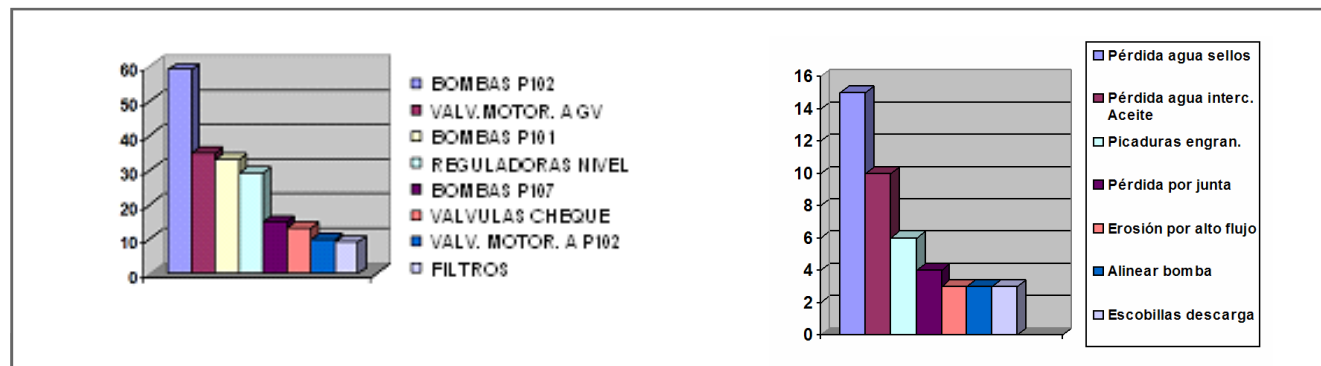 60
50
40
30
20
10
0
BOMBAS P102
VALV.MOTOR. A GV
BOMBAS P101
REGULADORAS NIVEL
BOMBAS P107
VALVULAS CHEQUE
VALV. MOTOR. A P102
FILTROS
16
14
12
10
8
6
4
2
0
Pérdida agua sellos
Pérdida agua interc.
Aceite
Picaduras engran.
Pérdida por junta
Erosión por alto flujo
Alinear bomba
Escobillas descarga